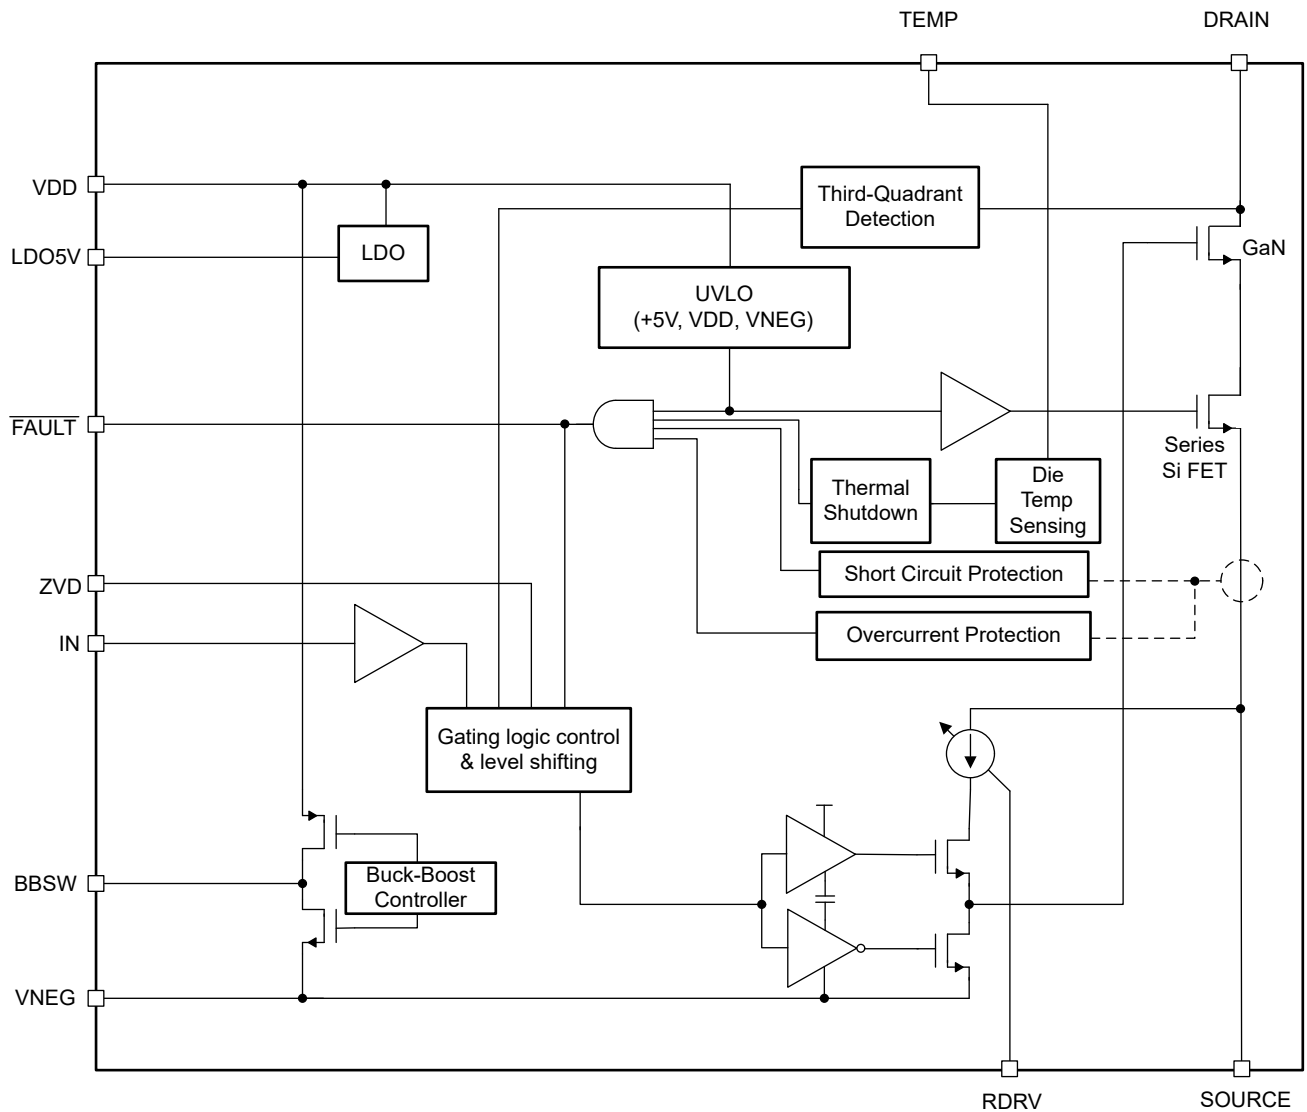 TEMP
DRAIN
VDD
Third-Quadrant
Detection
LDO5V
LDO
GaN
UVLO
(+5V, VDD, VNEG)
FAULT
Series
Si FET
Thermal
Shutdown
Die
Temp
Sensing
Short Circuit Protection
ZVD
IN
Overcurrent Protection
Gating logic control
& level shifting
BBSW
Buck-Boost
Controller
VNEG
RDRV
SOURCE